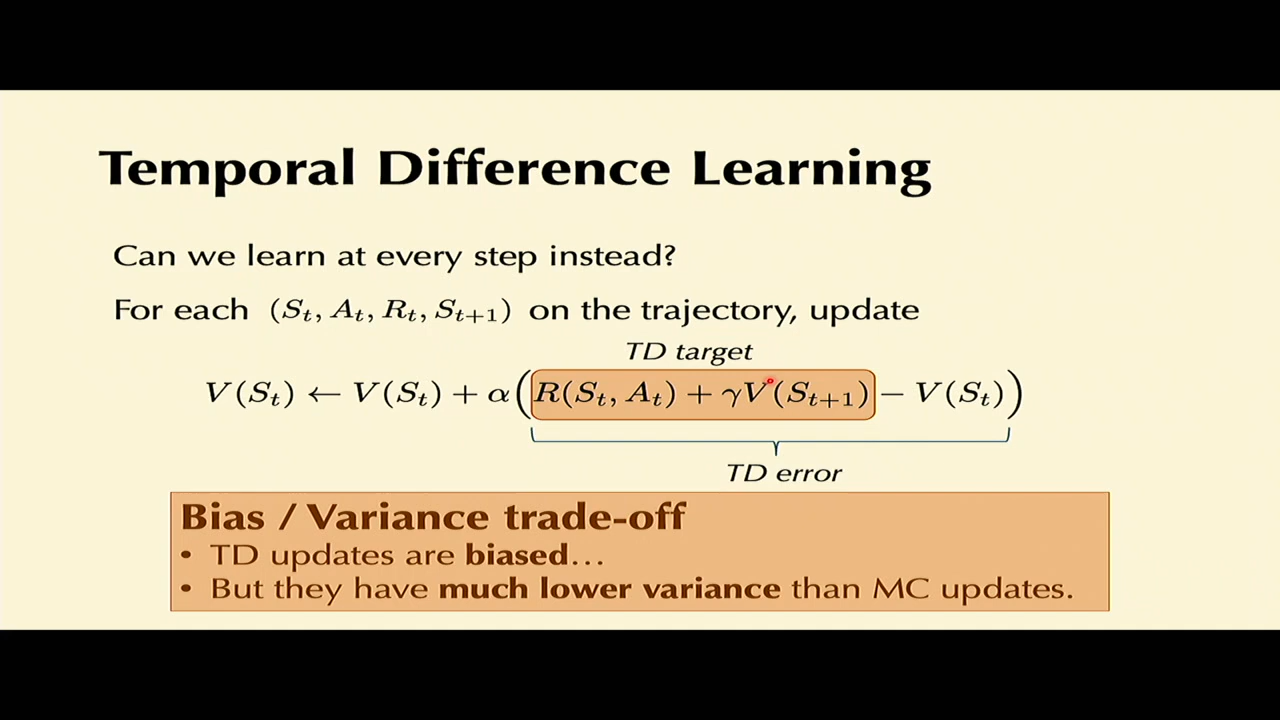 Temporal Difference Learning
Can we learn at every step instead?
For each (S_t, A_t, R_t, S_{t+1}) on the trajectory, update
TD target
V(S_t) ← V(S_t) + α(R(S_t, A_t) + γV(S_{t+1}) − V(S_t))
TD error
Bias / Variance trade-off
• TD updates are biased…
• But they have much lower variance than MC updates.